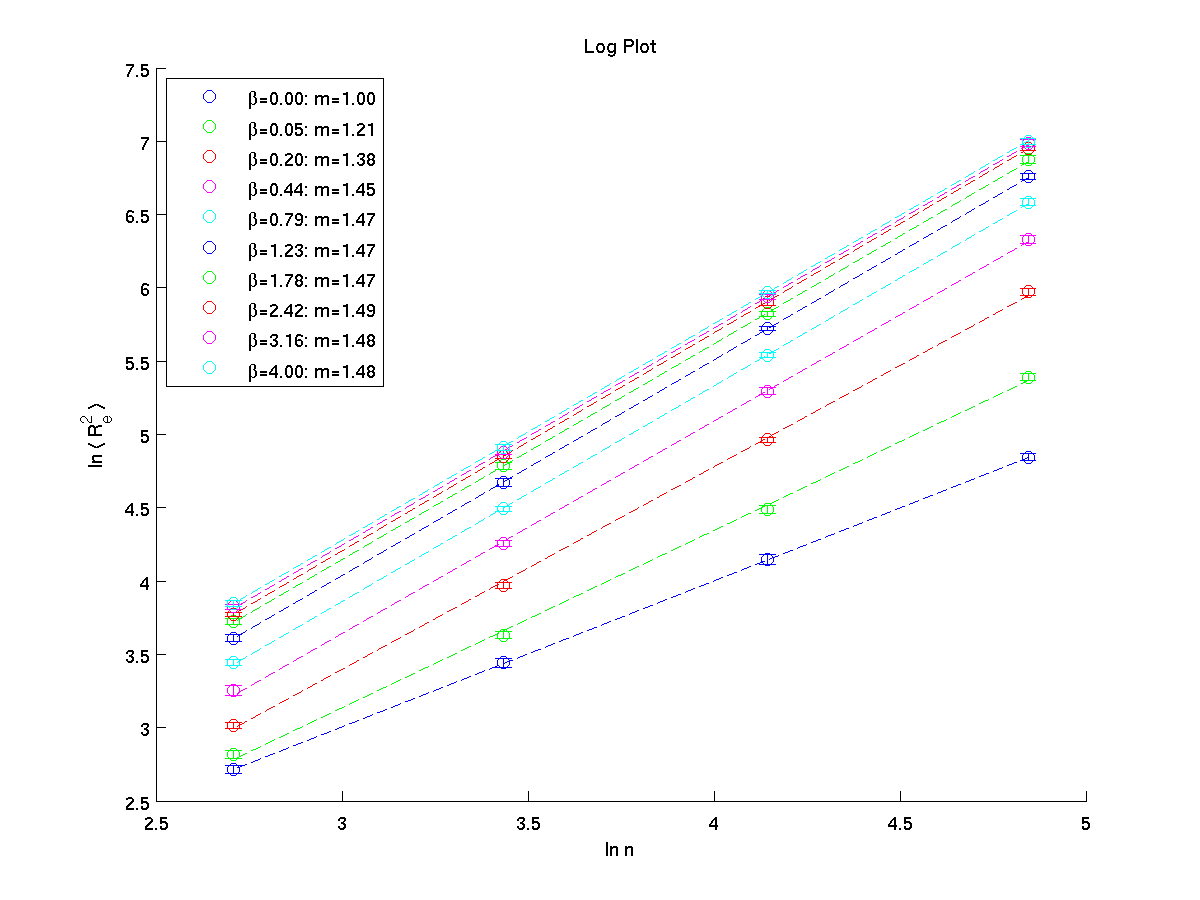 Log Plot
7.5
7
6.5
6
5.5
5
4.5
4
3.5
3
2.5
β=0.00: m=1.00
β=0.05: m=1.21
β=0.20: m=1.38
β=0.44: m=1.45
β=0.79: m=1.47
β=1.23: m=1.47
β=1.78: m=1.47
β=2.42: m=1.49
β=3.16: m=1.48
β=4.00: m=1.48
ln ⟨ R_e^2 ⟩
2.5 3 3.5 4 4.5 5
ln n